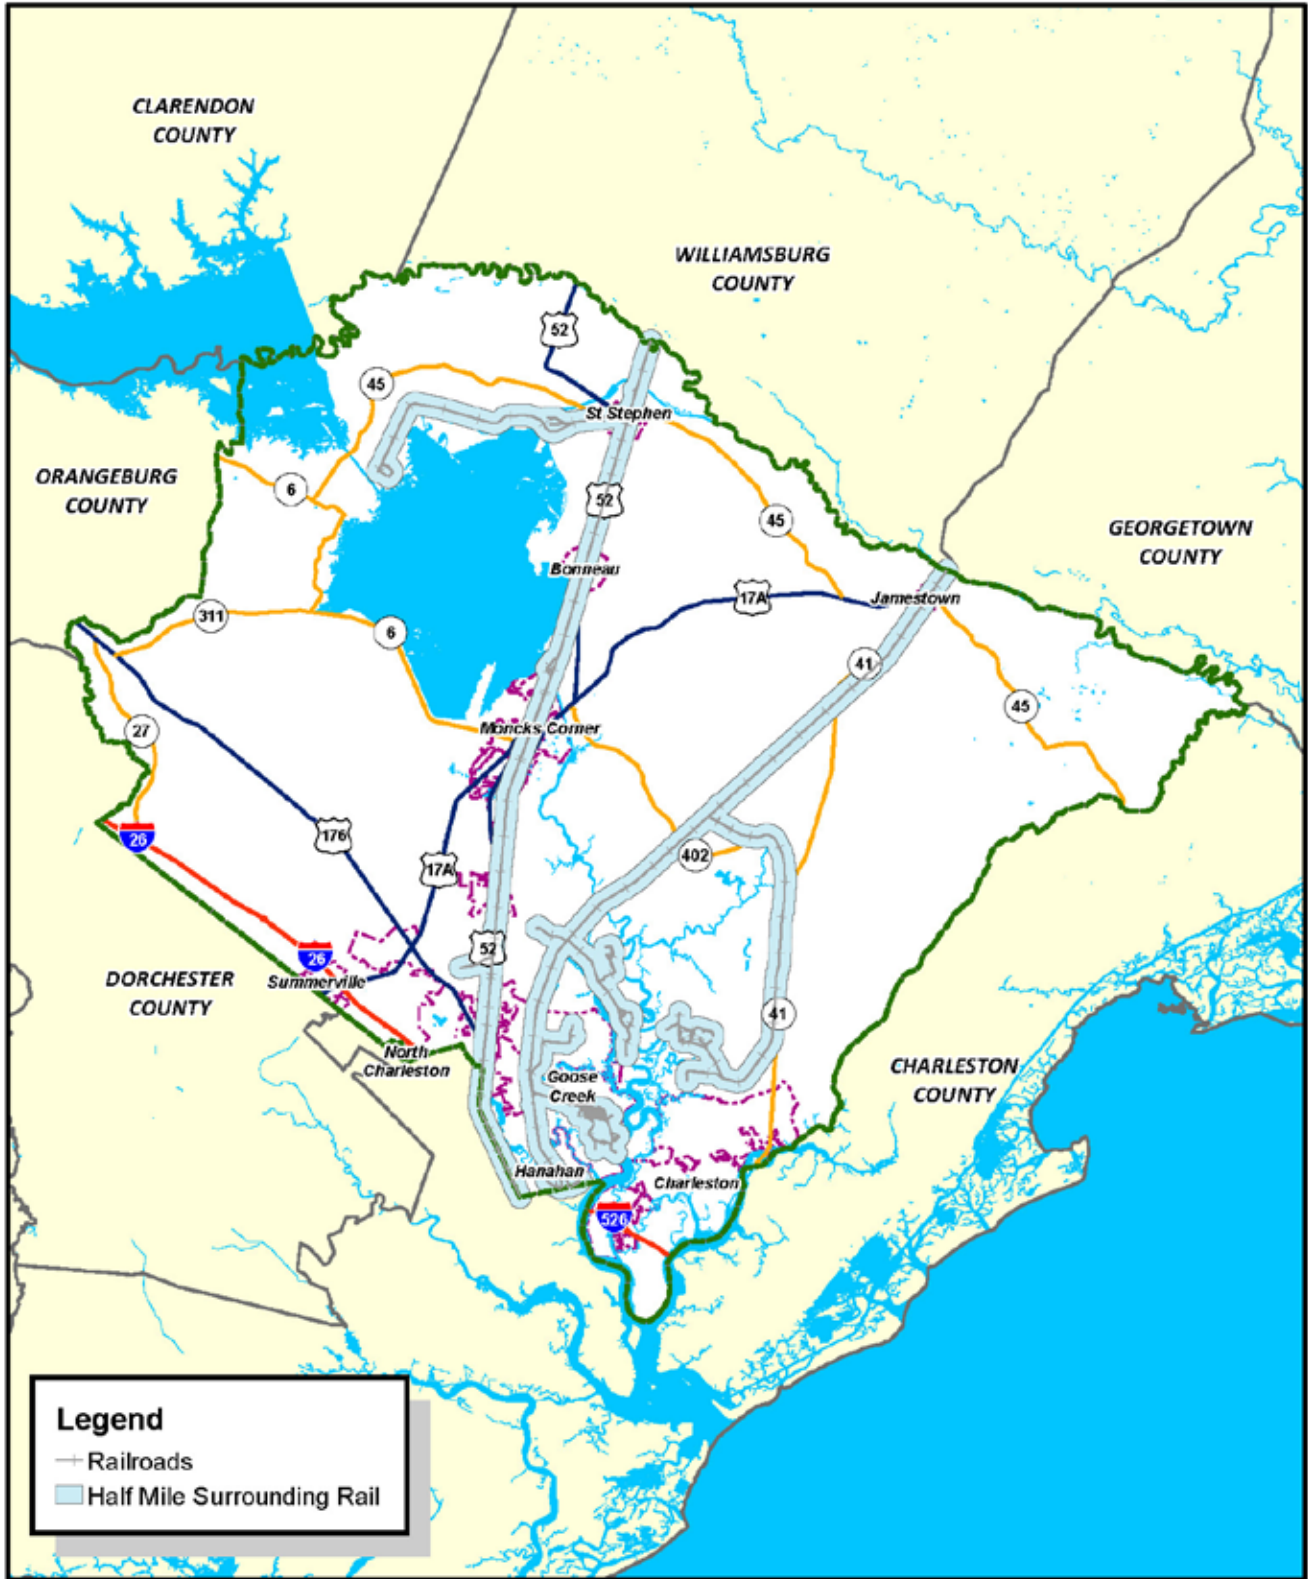 CLARENDON
COUNTY
WILLIAMSBURG
COUNTY
52
45
St Stephen
ORANGEBURG
COUNTY
6
52
45
GEORGETOWN
COUNTY
Bonneau
17A
Jamestown
311
6
41
45
27
Moncks Corner
26
176
17A
402
52
26
DORCHESTER
COUNTY
Summerville
41
North
Charleston
CHARLESTON
COUNTY
Goose
Creek
Hanahan
Charleston
526
Legend
Railroads
Half Mile Surrounding Rail